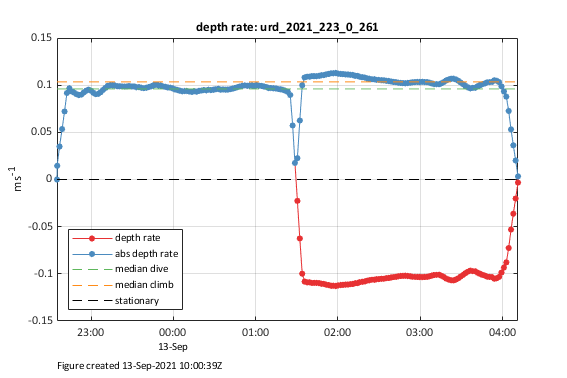 depth rate: urd_2021_223_0_261
0.15
0.1
0.05
0
-0.05
-0.1
-0.15
ms⁻¹
depth rate
abs depth rate
median dive
median climb
stationary
23:00
00:00
01:00
02:00
03:00
04:00
13-Sep
Figure created 13-Sep-2021 10:00:39Z